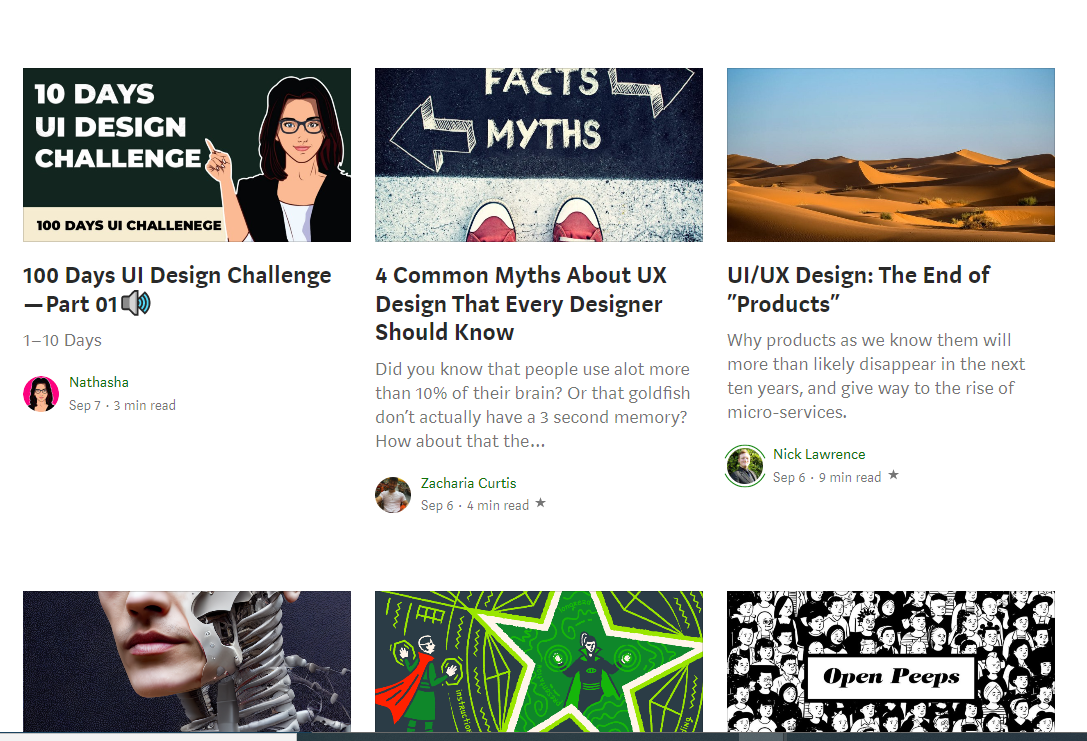 10 DAYS
UI DESIGN
CHALLENGE
100 DAYS UI CHALLENEGE
100 Days UI Design Challenge
—Part 01🔊
1–10 Days
Nathasha
Sep 7 · 3 min read
FACTS
MYTHS
4 Common Myths About UX
Design That Every Designer
Should Know
Did you know that people use alot more
than 10% of their brain? Or that goldfish
don’t actually have a 3 second memory?
How about that the…
Zacharia Curtis
Sep 6 · 4 min read ★
UI/UX Design: The End of
”Products”
Why products as we know them will
more than likely disappear in the next
ten years, and give way to the rise of
micro-services.
Nick Lawrence
Sep 6 · 9 min read ★
Open Peeps